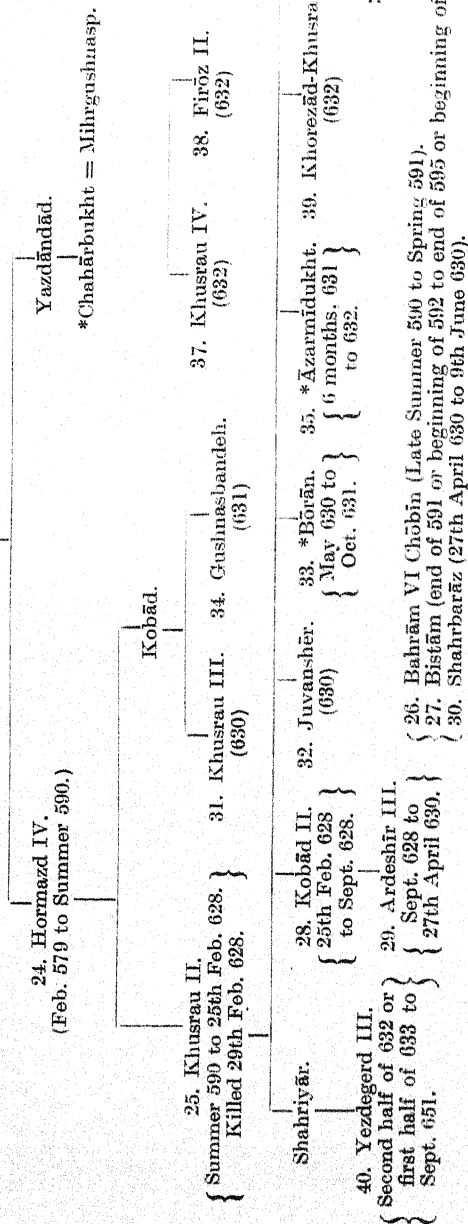 24. Hormazd IV.
(Feb. 579 to Summer 590.)
Yazdāndād.
*Chahārbukht = Mihrgushnasp.
25. Khusrau II.
{ Summer 590 to 25th Feb. 628. }
Killed 29th Feb. 628.
Kobād.
31. Khusrau III.
(630)
34. Gushnasbandeh.
(631)
37. Khusrau IV.
(632)
38. Firōz II.
(632)
Shahriyār.
40. Yezdegerd III.
{ Second half of 632 or }
first half of 633 to
Sept. 651.
28. Kobād II.
{ 25th Feb. 628 }
to Sept. 628.
29. Ardeshīr III.
{ Sept. 628 to }
27th April 630.
32. Juvanshēr.
(630)
33. *Bōrān.
{ May 630 to }
Oct. 631.
35. *Āzarmīdukht.
{ 6 months, 631 }
to 632.
39. Khorezād-Khusra
(632)
{ 26. Bahrām VI Chōbīn (Late Summer 590 to Spring 591).
27. Bistām (end of 591 or beginning of 592 to end of 595 or beginning of
30. Shahrbarāz (27th April 630 to 9th June 630).